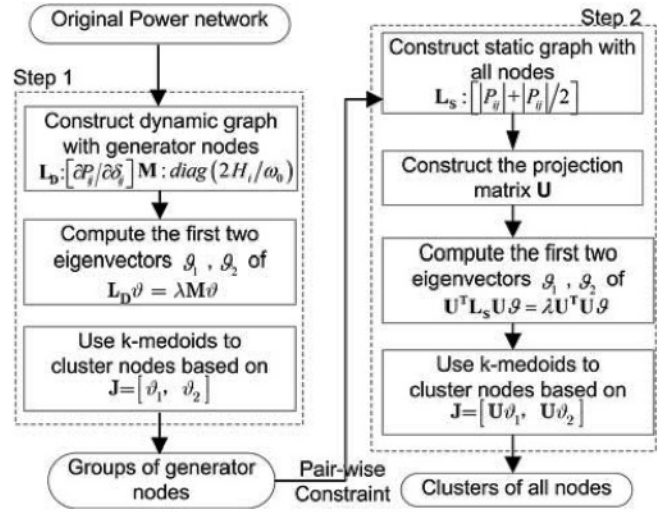 Original Power network
Step 1
Construct dynamic graph
with generator nodes
L_D:[∂P_ij/∂δ_ij] M:diag(2H_i/ω_0)
Compute the first two
eigenvectors ϑ_1 , ϑ_2 of
L_Dϑ = λMϑ
Use k-medoids to
cluster nodes based on
J=[ϑ_1, ϑ_2]
Groups of generator
nodes
Pair-wise
Constraint
Step 2
Construct static graph with
all nodes
L_S:[|P_ij|+|P_ij|/2]
Construct the projection
matrix U
Compute the first two
eigenvectors ϑ_1 , ϑ_2 of
U^T L_S Uϑ = λU^T Uϑ
Use k-medoids to
cluster nodes based on
J=[Uϑ_1, Uϑ_2]
Clusters of all nodes